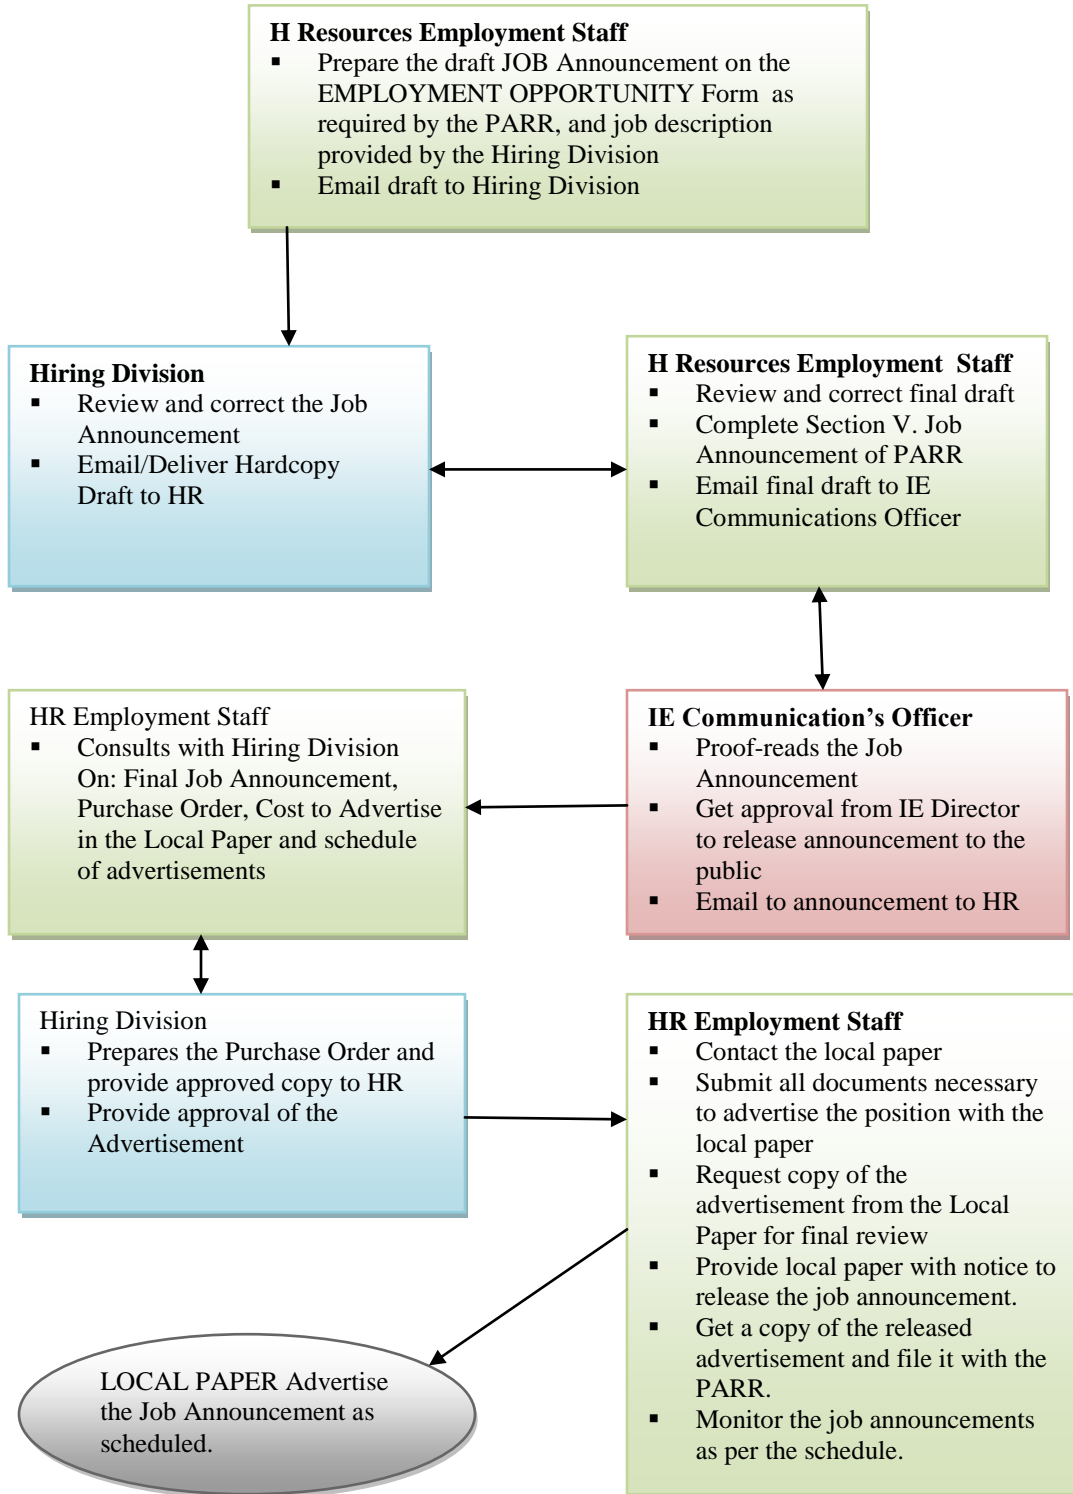 H Resources Employment Staff
▪ Prepare the draft JOB Announcement on the
EMPLOYMENT OPPORTUNITY Form as
required by the PARR, and job description
provided by the Hiring Division
▪ Email draft to Hiring Division
Hiring Division
▪ Review and correct the Job
Announcement
▪ Email/Deliver Hardcopy
Draft to HR
H Resources Employment Staff
▪ Review and correct final draft
▪ Complete Section V. Job
Announcement of PARR
▪ Email final draft to IE
Communications Officer
IE Communication’s Officer
▪ Proof-reads the Job
Announcement
▪ Get approval from IE Director
to release announcement to the
public
▪ Email to announcement to HR
HR Employment Staff
▪ Consults with Hiring Division
On: Final Job Announcement,
Purchase Order, Cost to Advertise
in the Local Paper and schedule
of advertisements
Hiring Division
▪ Prepares the Purchase Order and
provide approved copy to HR
▪ Provide approval of the
Advertisement
HR Employment Staff
▪ Contact the local paper
▪ Submit all documents necessary
to advertise the position with the
local paper
▪ Request copy of the
advertisement from the Local
Paper for final review
▪ Provide local paper with notice to
release the job announcement.
▪ Get a copy of the released
advertisement and file it with the
PARR.
▪ Monitor the job announcements
as per the schedule.
LOCAL PAPER Advertise
the Job Announcement as
scheduled.